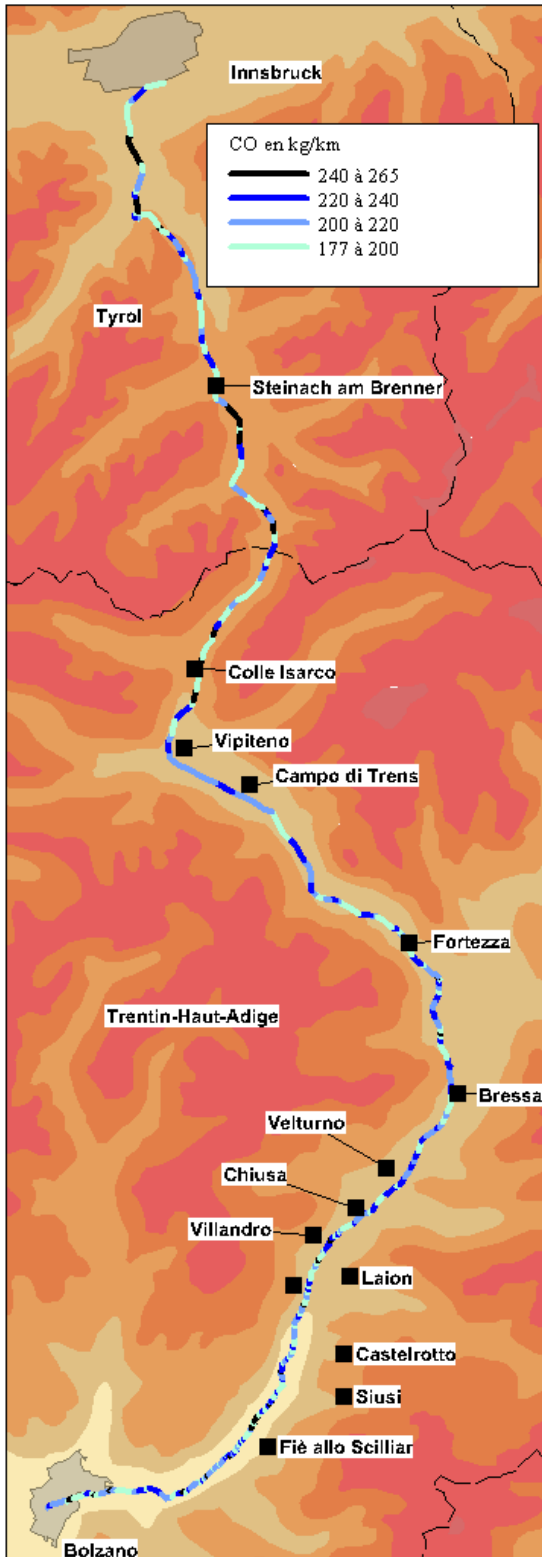 Innsbruck
CO en kg/km
240 à 265
220 à 240
200 à 220
177 à 200
Tyrol
Steinach am Brenner
Colle Isarco
Vipiteno
Campo di Trens
Fortezza
Trentin-Haut-Adige
Bressa
Velturno
Chiusa
Villandro
Laion
Castelrotto
Siusi
Fiè allo Scilliar
Bolzano